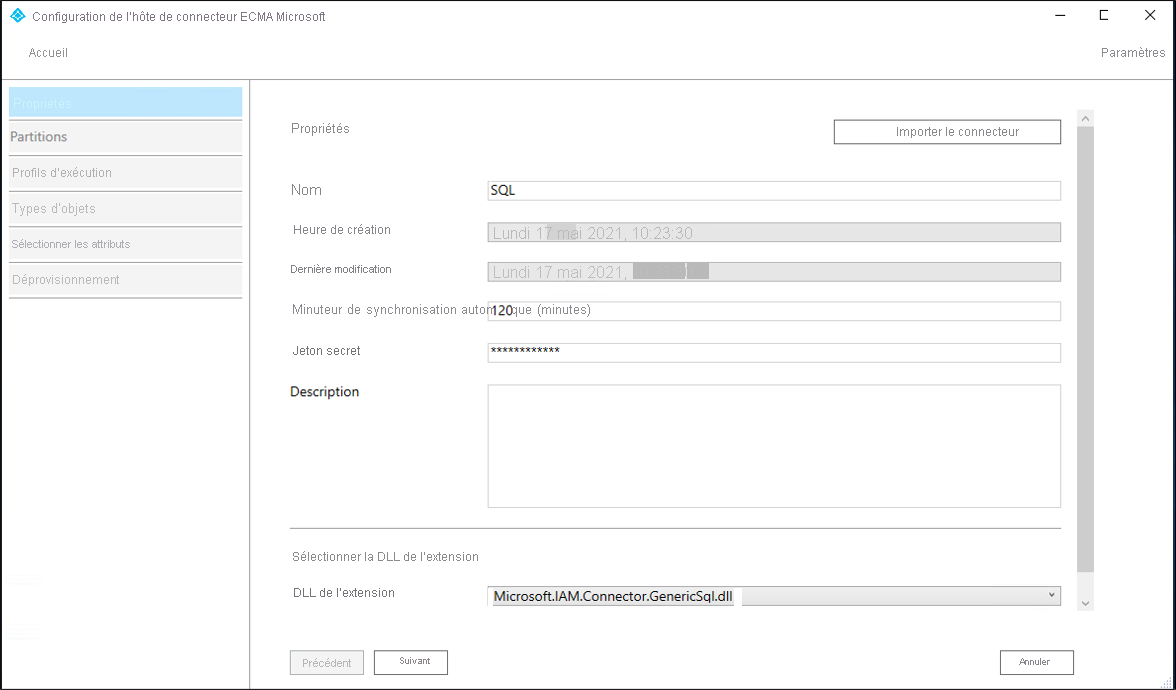 Configuration de l'hôte de connecteur ECMA Microsoft
Accueil
Paramètres
Propriétés
Partitions
Profils d'exécution
Types d'objets
Sélectionner les attributs
Déprovisionnement
Propriétés
Importer le connecteur
Nom
SQL
Heure de création
Lundi 17 mai 2021, 10:23:30
Dernière modification
Lundi 17 mai 2021,
Minuteur de synchronisation automatique (minutes)
120
Jeton secret
************
Description
Sélectionner la DLL de l'extension
DLL de l'extension
Microsoft.IAM.Connector.GenericSql.dll
Précédent
Suivant
Annuler